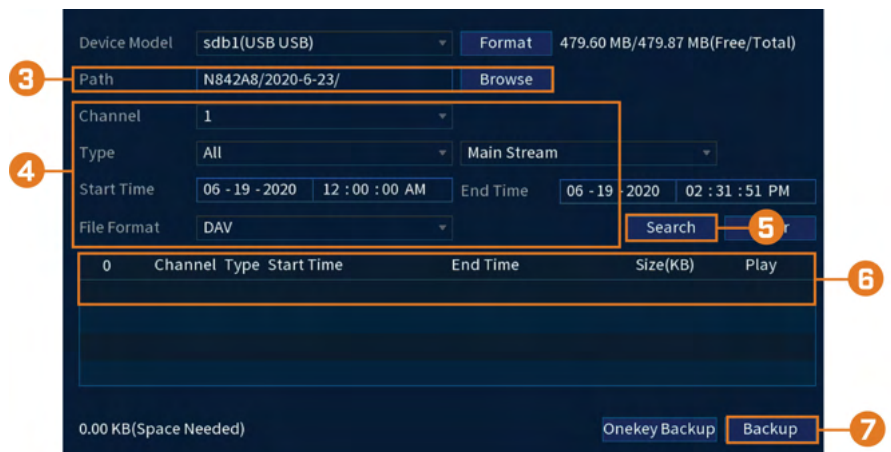 Device Model sdb1(USB USB) Format 479.60 MB/479.87 MB(Free/Total)
3 Path N842A8/2020-6-23/ Browse
Channel 1
4 Type All Main Stream
Start Time 06 - 19 - 2020 12 : 00 : 00 AM End Time 06 - 19 - 2020 02 : 31 : 51 PM
File Format DAV Search 5 r
0 Channel Type Start Time End Time Size(KB) Play
6
0.00 KB(Space Needed) Onekey Backup Backup 7